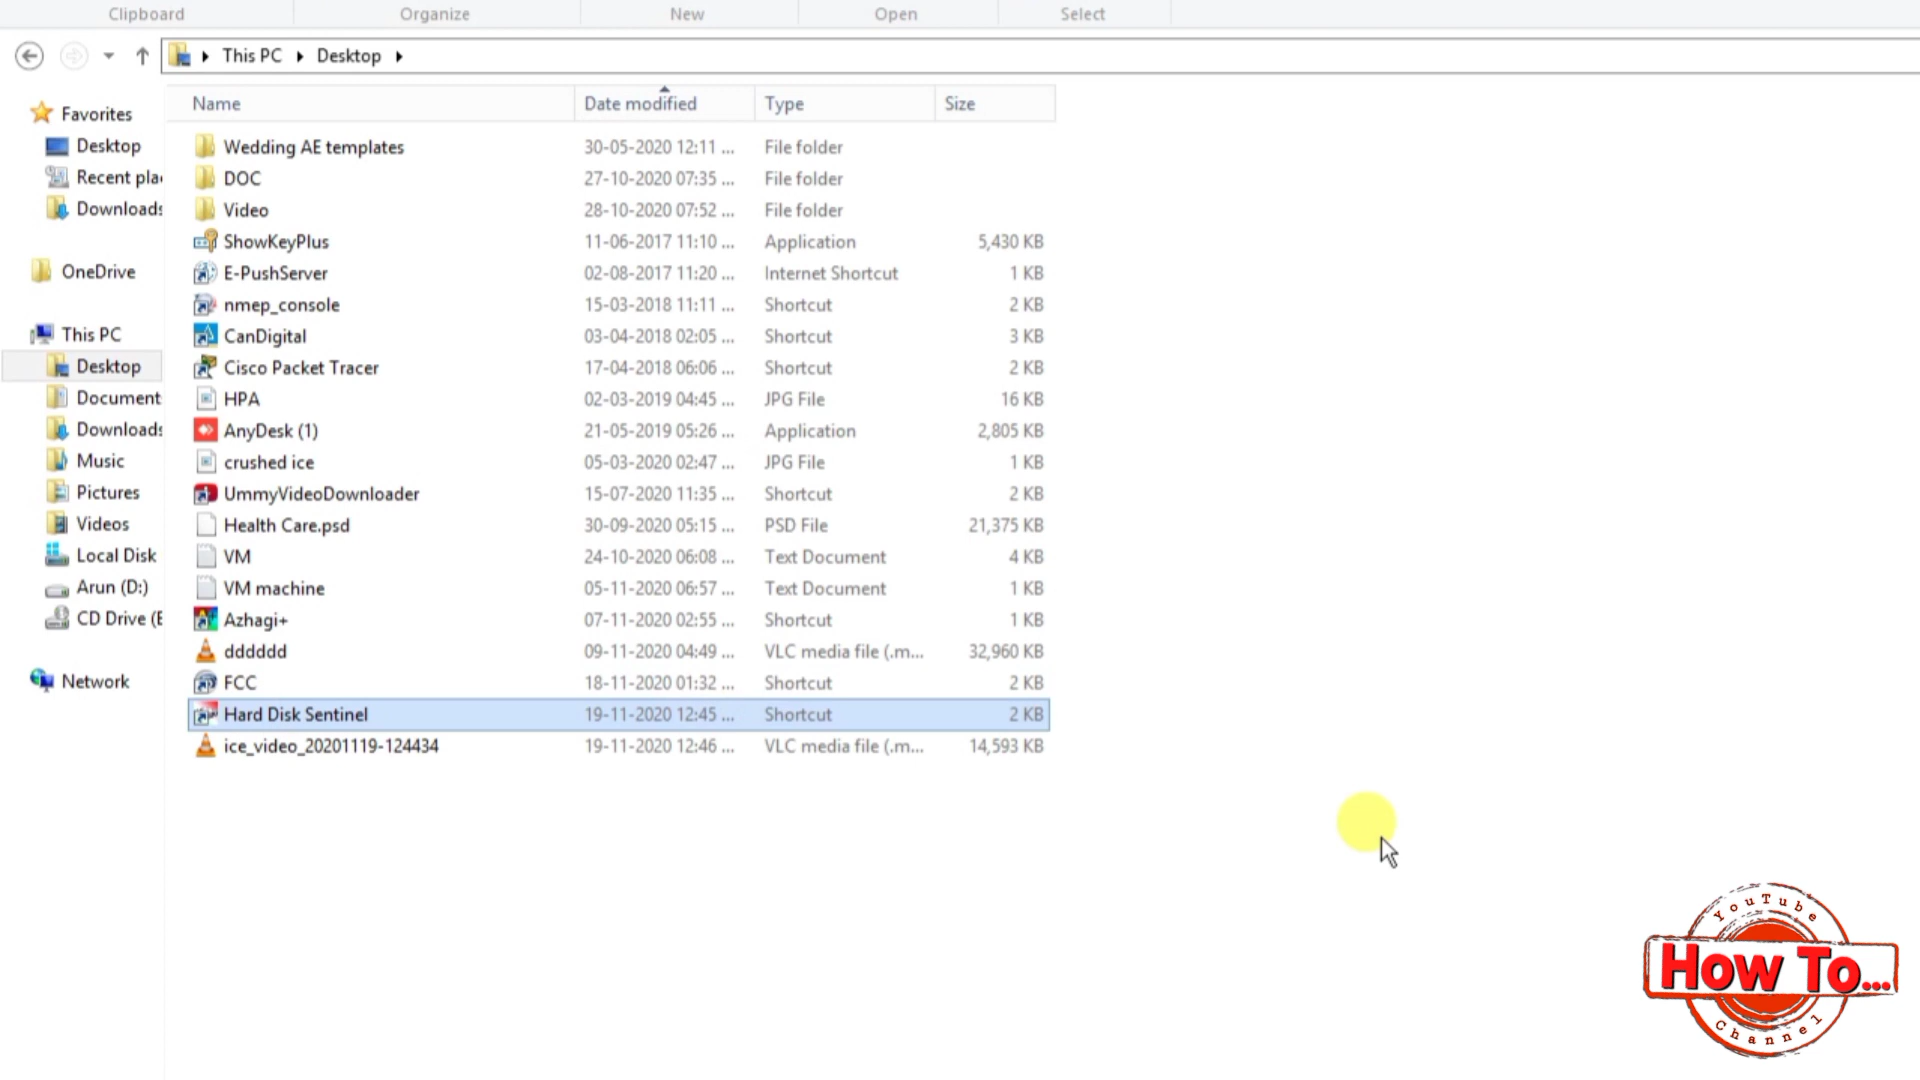 Clipboard Organize New Open Select
This PC Desktop
Name Date modified Type Size
Favorites
Desktop
Recent pla
Downloads
OneDrive
This PC
Desktop
Document
Downloads
Music
Pictures
Videos
Local Disk
Arun (D:)
CD Drive (E
Network
Wedding AE templates 30-05-2020 12:11 ... File folder
DOC 27-10-2020 07:35 ... File folder
Video 28-10-2020 07:52 ... File folder
ShowKeyPlus 11-06-2017 11:10 ... Application 5,430 KB
E-PushServer 02-08-2017 11:20 ... Internet Shortcut 1 KB
nmep_console 15-03-2018 11:11 ... Shortcut 2 KB
CanDigital 03-04-2018 02:05 ... Shortcut 3 KB
Cisco Packet Tracer 17-04-2018 06:06 ... Shortcut 2 KB
HPA 02-03-2019 04:45 ... JPG File 16 KB
AnyDesk (1) 21-05-2019 05:26 ... Application 2,805 KB
crushed ice 05-03-2020 02:47 ... JPG File 1 KB
UmmyVideoDownloader 15-07-2020 11:35 ... Shortcut 2 KB
Health Care.psd 30-09-2020 05:15 ... PSD File 21,375 KB
VM 24-10-2020 06:08 ... Text Document 4 KB
VM machine 05-11-2020 06:57 ... Text Document 1 KB
Azhagi+ 07-11-2020 02:55 ... Shortcut 1 KB
dddddd 09-11-2020 04:49 ... VLC media file (.m... 32,960 KB
FCC 18-11-2020 01:32 ... Shortcut 2 KB
Hard Disk Sentinel 19-11-2020 12:45 ... Shortcut 2 KB
ice_video_20201119-124434 19-11-2020 12:46 ... VLC media file (.m... 14,593 KB
YouTube
How To...
Channel